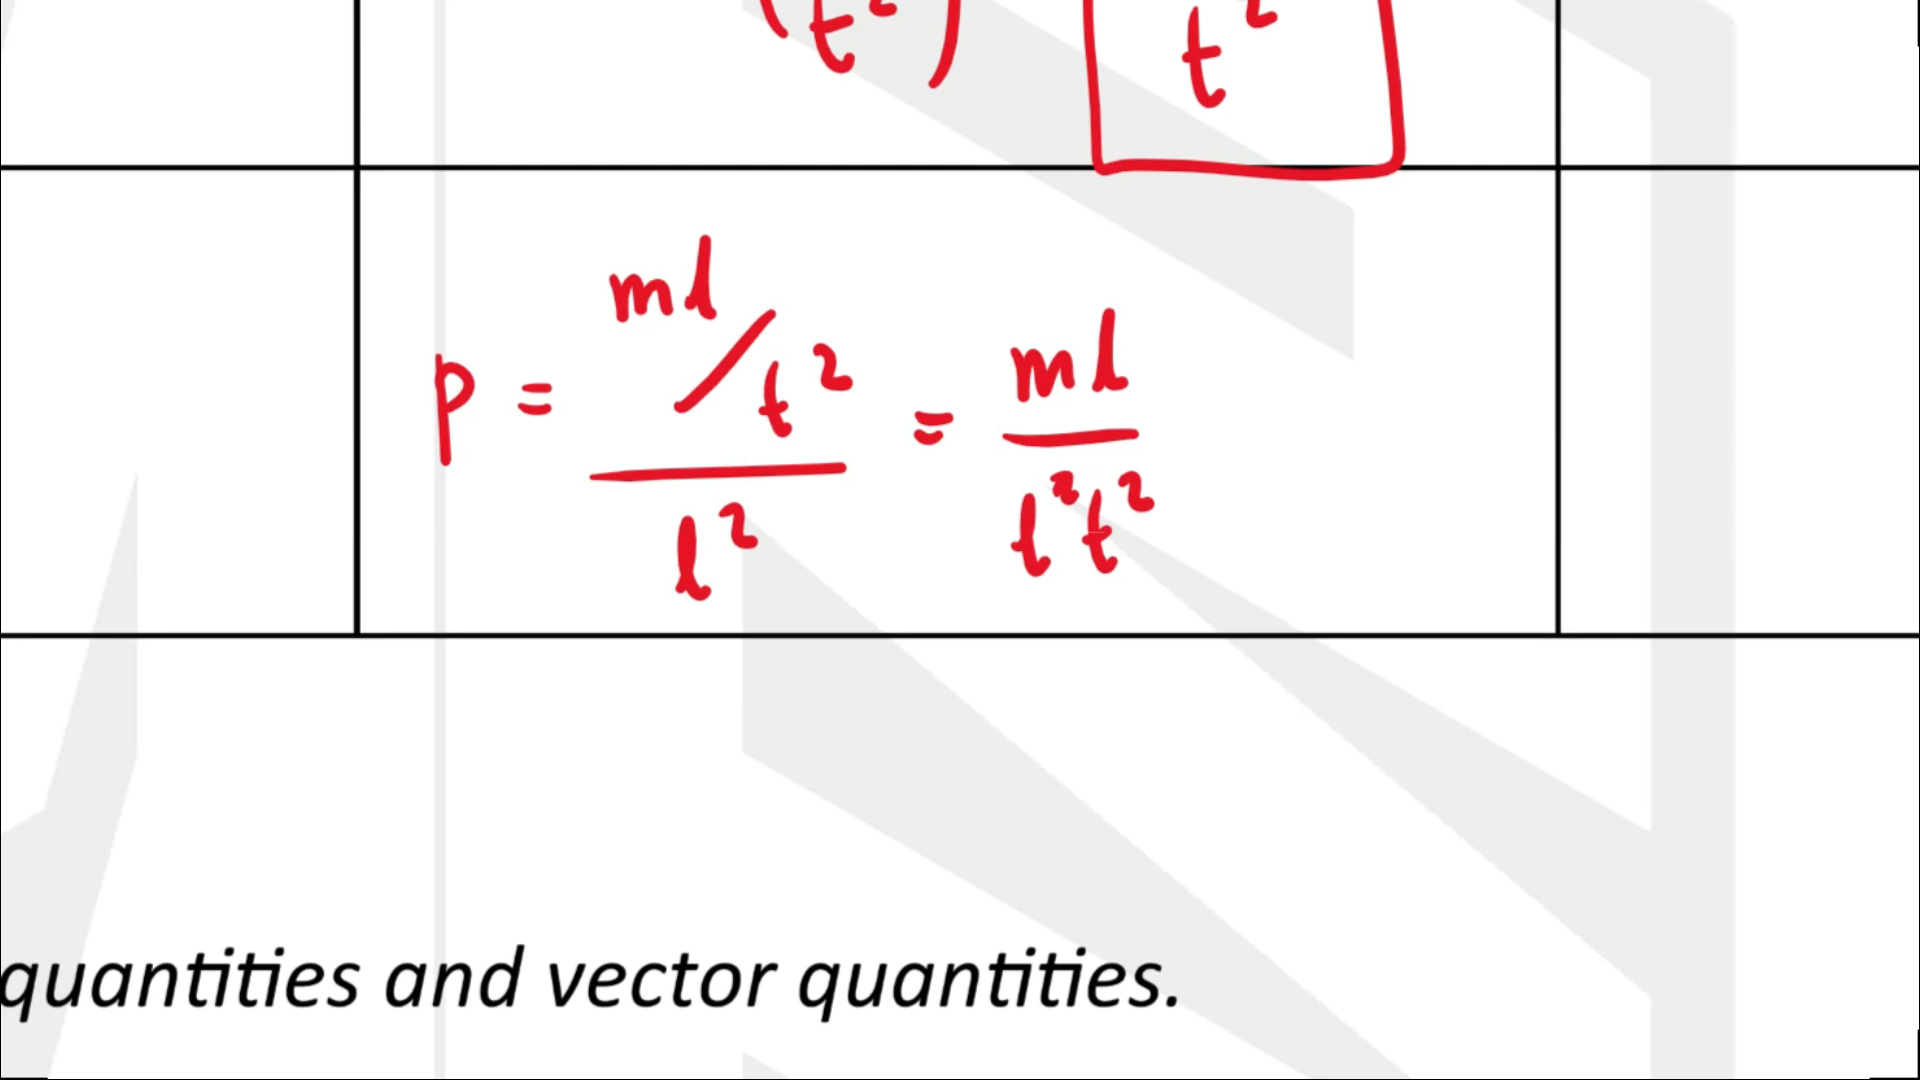 (t²) t²
p = ml/t² / l² = ml / l²t²
quantities and vector quantities.